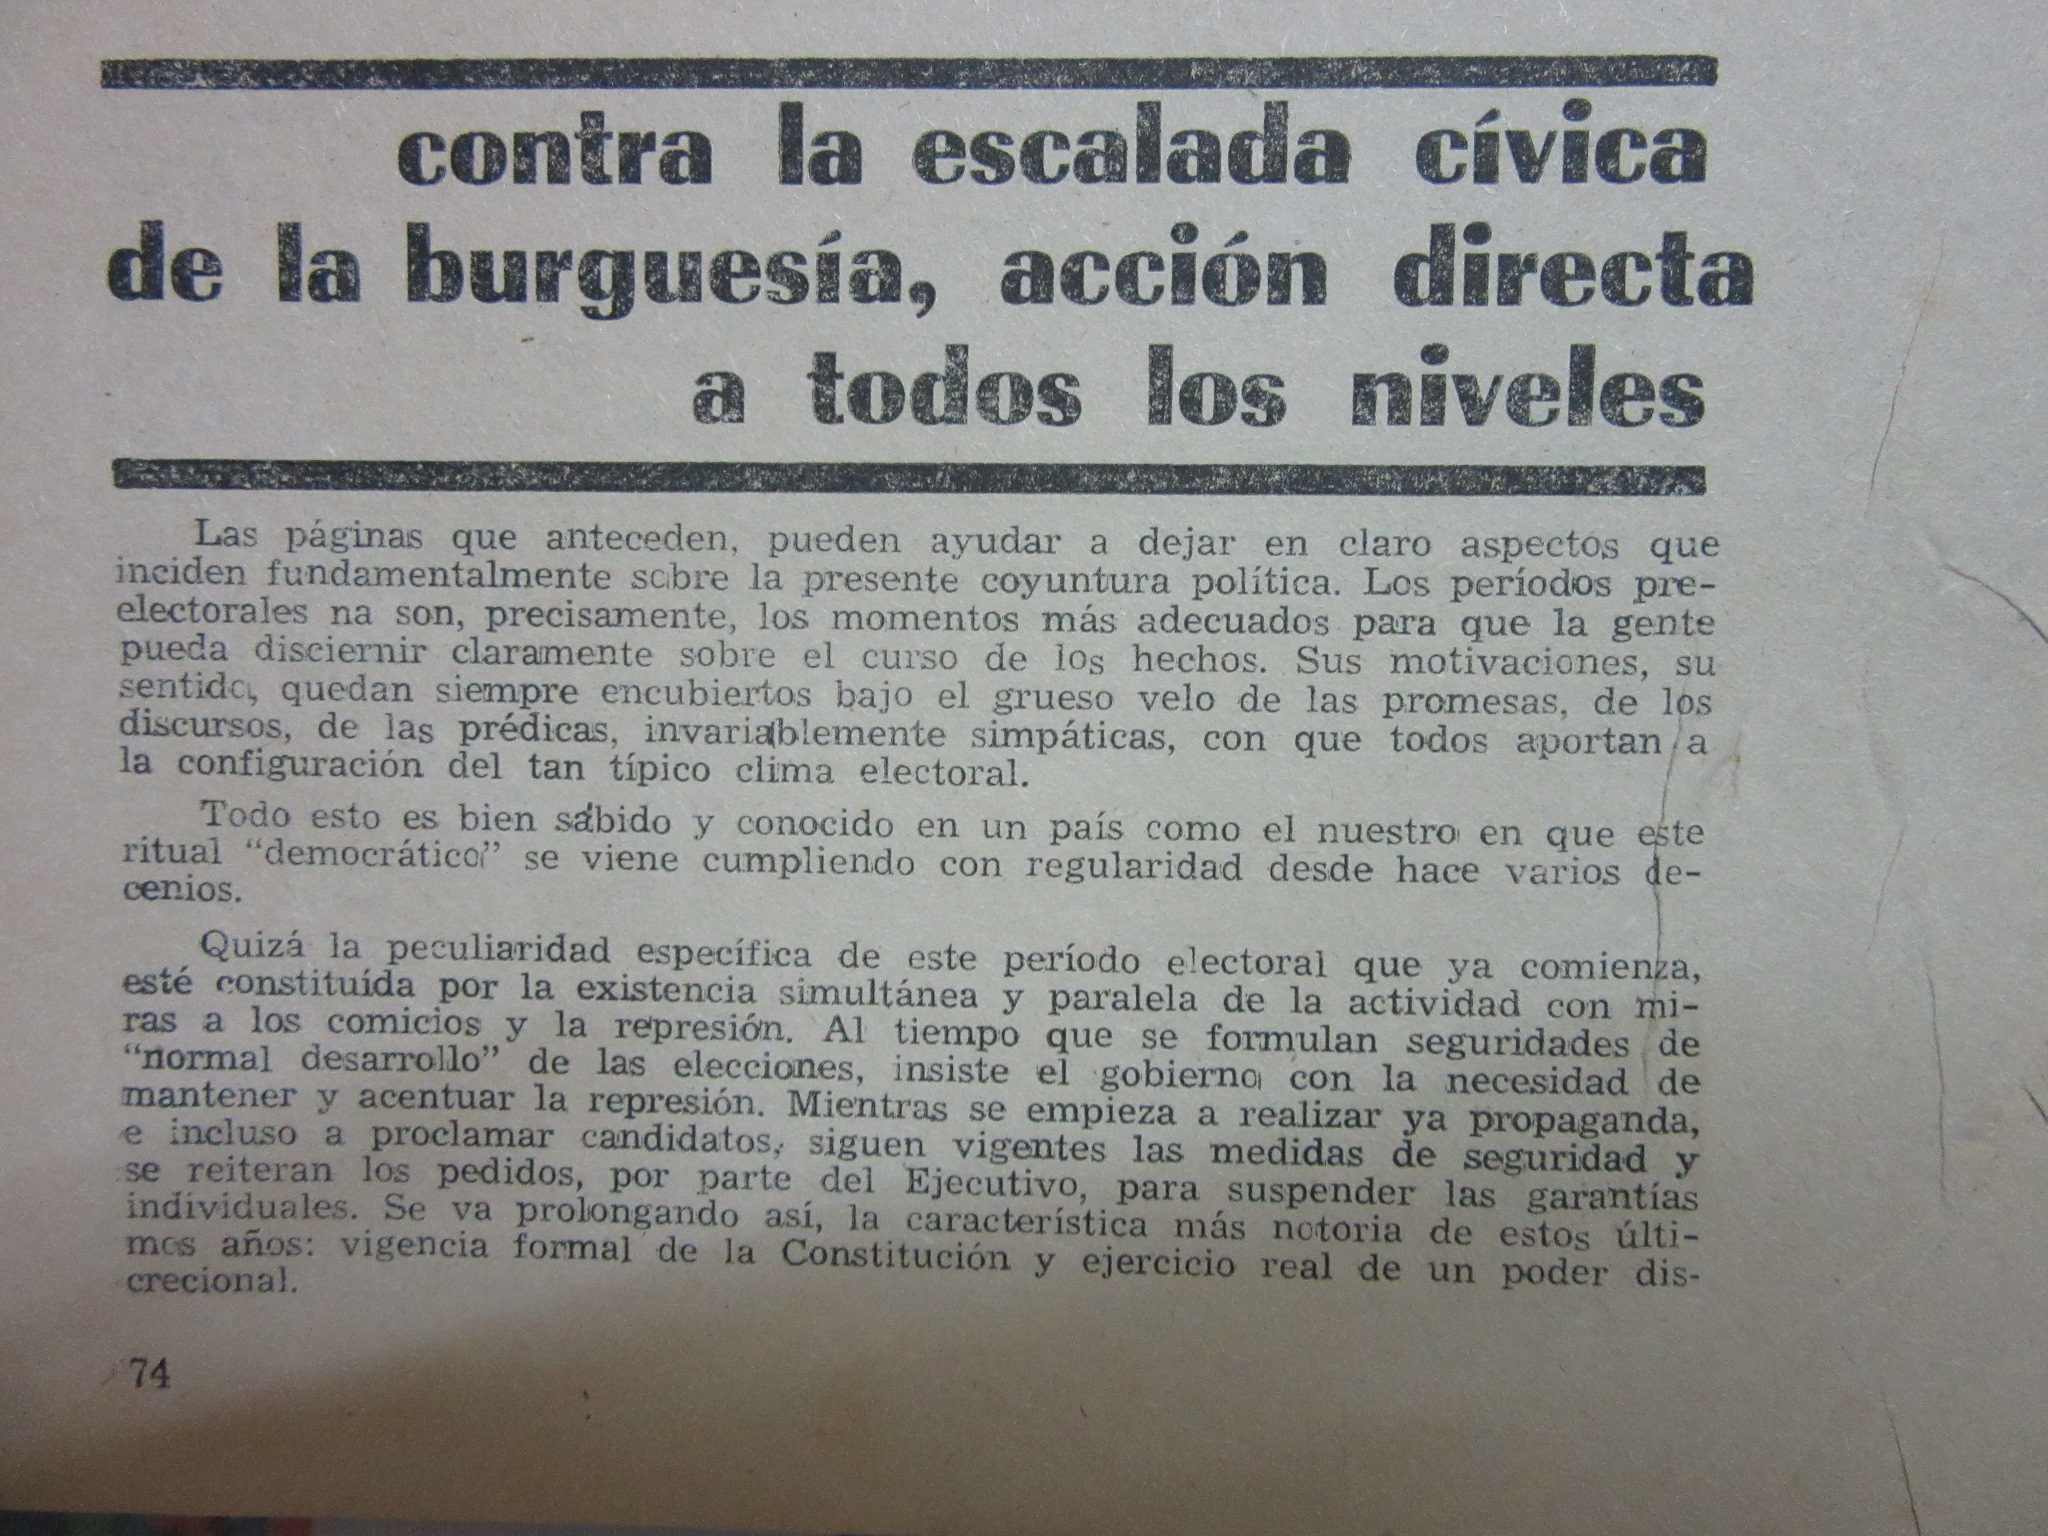 contra la escalada cívica
de la burguesía, acción directa
a todos los niveles
Las páginas que anteceden, pueden ayudar a dejar en claro aspectos que
inciden fundamentalmente sobre la presente coyuntura política. Los períodos pre-
electorales na son, precisamente, los momentos más adecuados para que la gente
pueda discernir claramente sobre el curso de los hechos. Sus motivaciones, su
sentido, quedan siempre encubiertos bajo el grueso velo de las promesas, de los
discursos, de las prédicas, invariablemente simpáticas, con que todos aportan a
la configuración del tan típico clima electoral.
Todo esto es bien sabido y conocido en un país como el nuestro en que este
ritual “democrático” se viene cumpliendo con regularidad desde hace varios de-
cenios.
Quizá la peculiaridad específica de este período electoral que ya comienza,
esté constituída por la existencia simultánea y paralela de la actividad con mi-
ras a los comicios y la represión. Al tiempo que se formulan seguridades de
“normal desarrollo” de las elecciones, insiste el gobierno con la necesidad de
mantener y acentuar la represión. Mientras se empieza a realizar ya propaganda,
e incluso a proclamar candidatos, siguen vigentes las medidas de seguridad y
se reiteran los pedidos, por parte del Ejecutivo, para suspender las garantías
individuales. Se va prolongando así, la característica más notoria de estos últi-
mos años: vigencia formal de la Constitución y ejercicio real de un poder dis-
crecional.
74